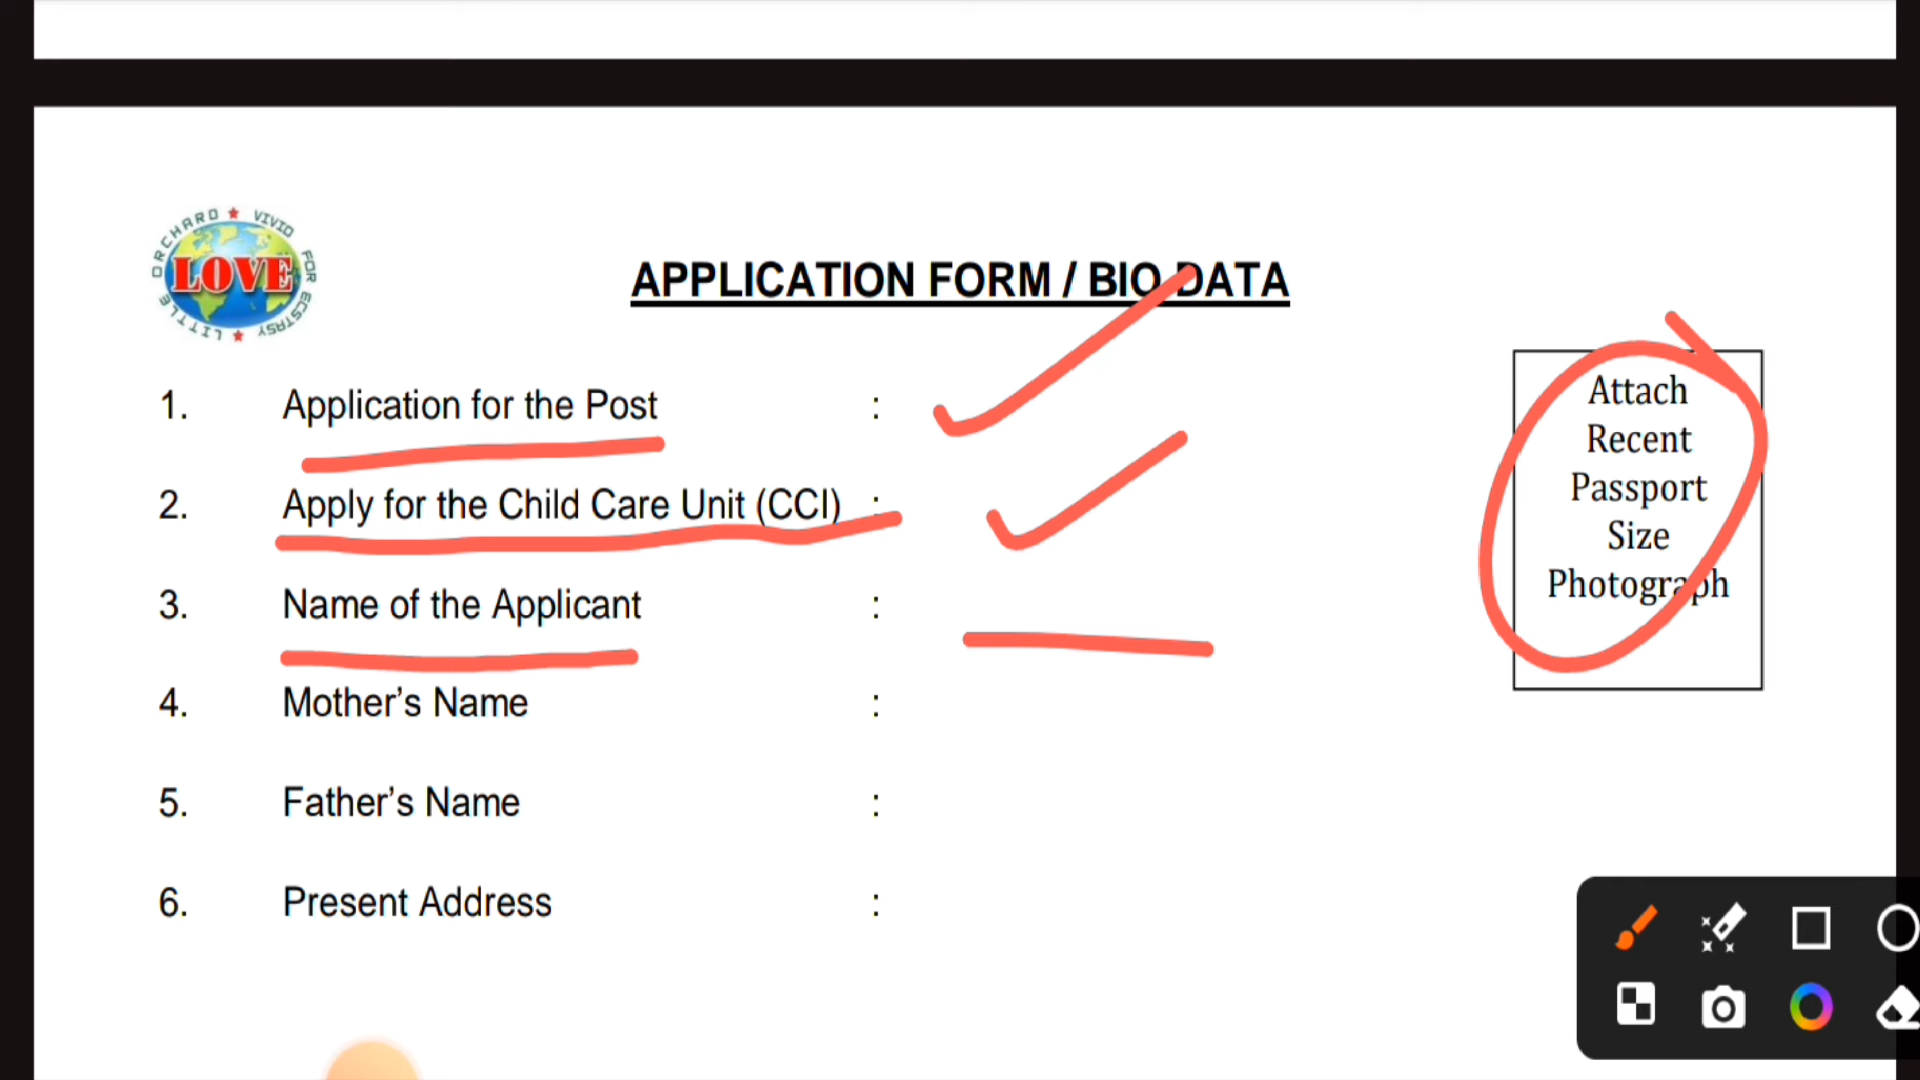 ORCHARD ★ VIVID FOR ECSTASY ★ LITTLE
LOVE
APPLICATION FORM / BIO DATA
Attach
Recent
Passport
Size
Photograph
1. Application for the Post :
2. Apply for the Child Care Unit (CCI) :
3. Name of the Applicant :
4. Mother’s Name :
5. Father’s Name :
6. Present Address :